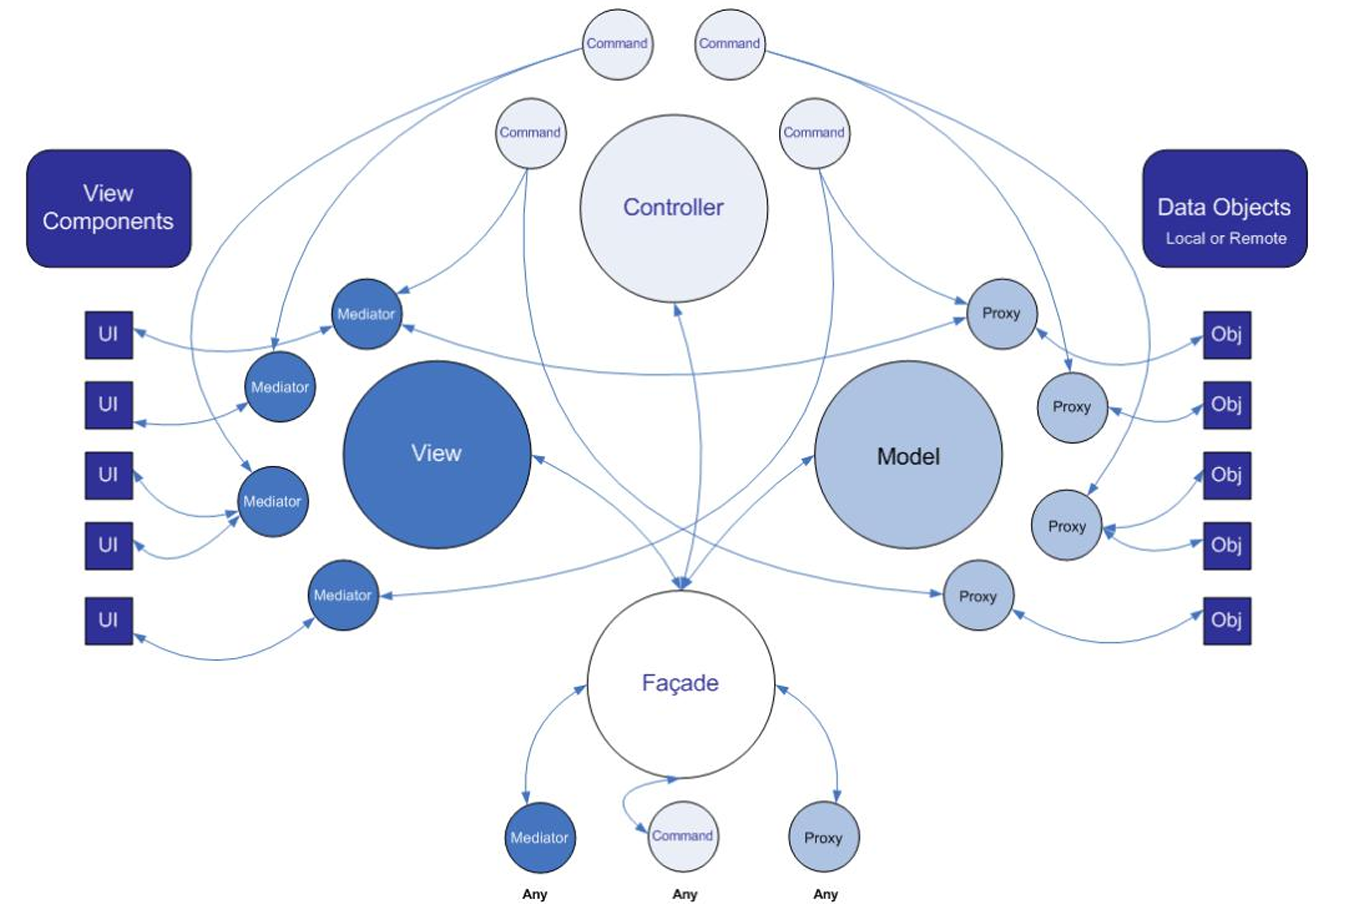 Command
Command
Command
Command
Controller
View
Components
Data Objects
Local or Remote
Mediator
Proxy
UI
Obj
Mediator
Proxy
UI
Obj
View
Model
UI
Obj
Mediator
Proxy
UI
Obj
Mediator
Proxy
UI
Obj
Façade
Mediator
Command
Proxy
Any
Any
Any